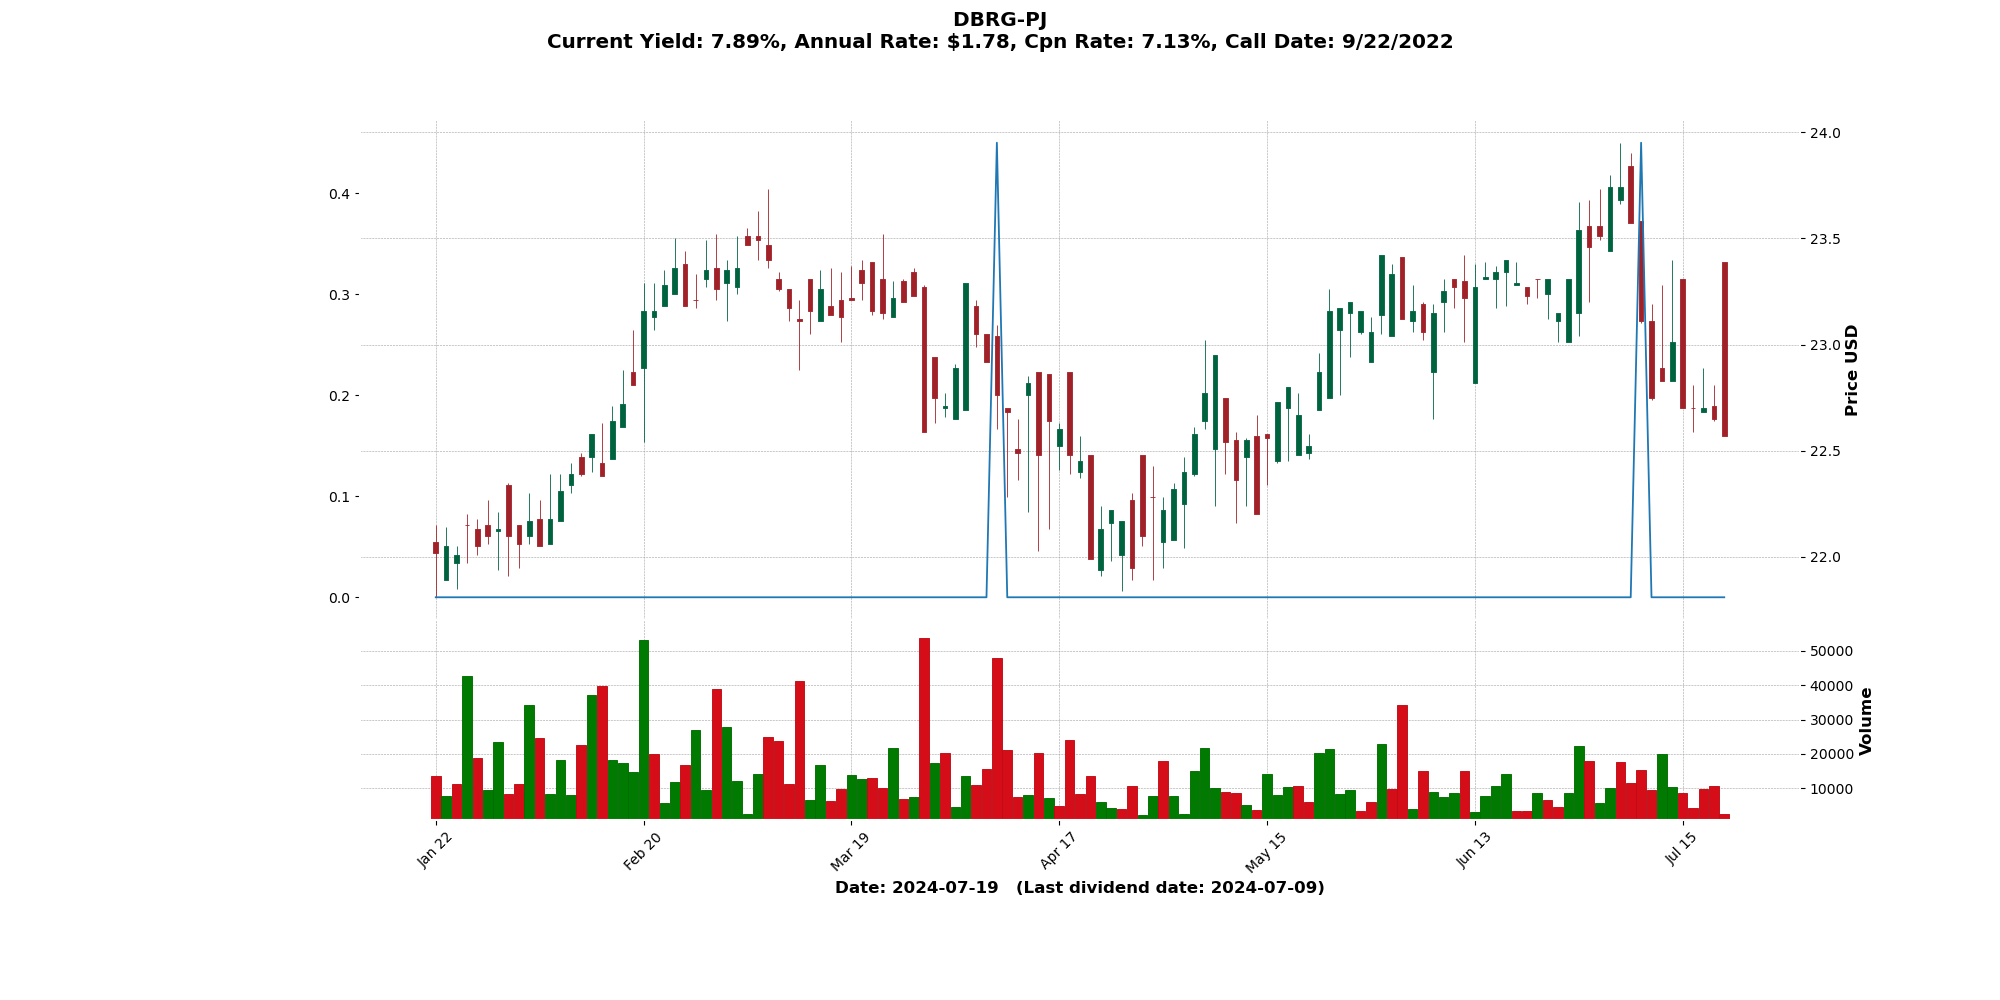 DBRG-PJ
Current Yield: 7.89%, Annual Rate: $1.78, Cpn Rate: 7.13%, Call Date: 9/22/2022
0.4
0.3
0.2
0.1
0.0
24.0
23.5
23.0
22.5
22.0
Price USD
50000
40000
30000
20000
10000
Volume
Jan 22
Feb 20
Mar 19
Apr 17
May 15
Jun 13
Jul 15
Date: 2024-07-19 (Last dividend date: 2024-07-09)